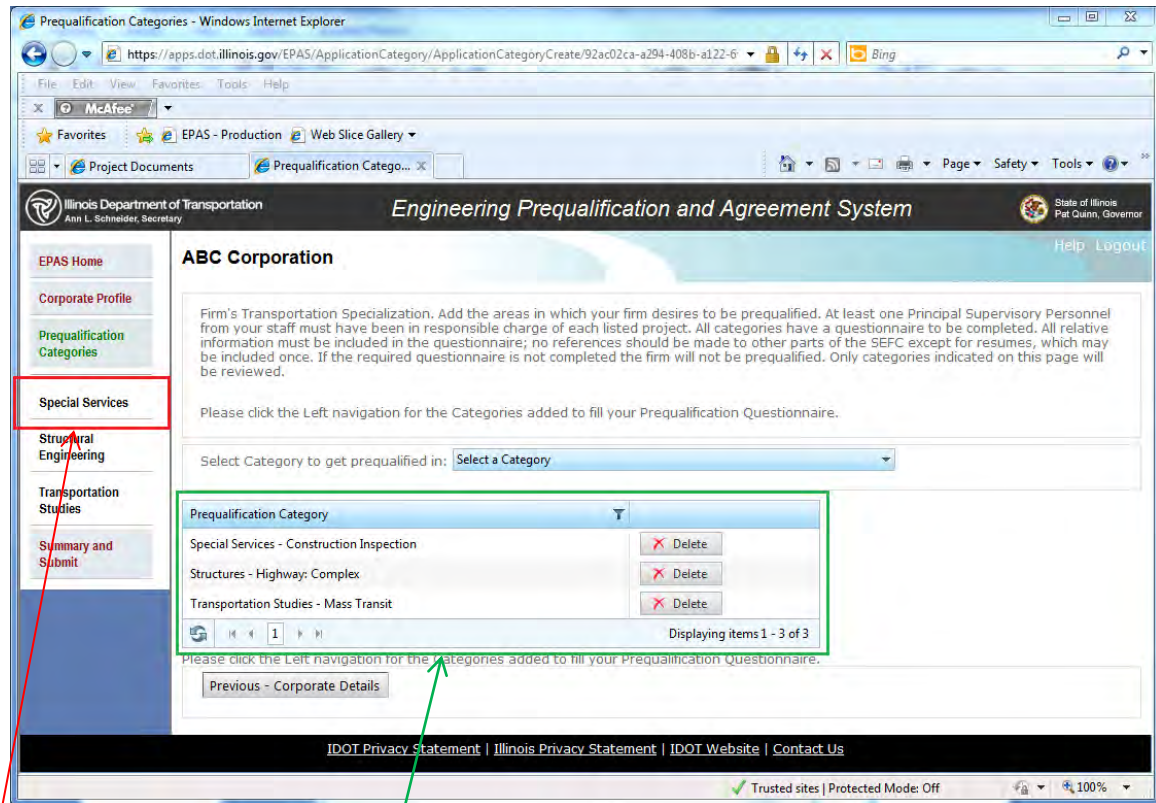 Prequalification Categories - Windows Internet Explorer
https://apps.dot.illinois.gov/EPAS/ApplicationCategory/ApplicationCategoryCreate/92ac02ca-a294-408b-a122-6
Bing
File Edit View Favorites Tools Help
X McAfee
Favorites EPAS - Production Web Slice Gallery
Project Documents Prequalification Catego... X
Page Safety Tools
Illinois Department of Transportation
Ann L. Schneider, Secretary
Engineering Prequalification and Agreement System
State of Illinois
Pat Quinn, Governor
Help Logout
EPAS Home
Corporate Profile
Prequalification
Categories
Special Services
Structural
Engineering
Transportation
Studies
Summary and
Submit
ABC Corporation
Firm's Transportation Specialization. Add the areas in which your firm desires to be prequalified. At least one Principal Supervisory Personnel
from your staff must have been in responsible charge of each listed project. All categories have a questionnaire to be completed. All relative
information must be included in the questionnaire; no references should be made to other parts of the SEFC except for resumes, which may
be included once. If the required questionnaire is not completed the firm will not be prequalified. Only categories indicated on this page will
be reviewed.
Please click the Left navigation for the Categories added to fill your Prequalification Questionnaire.
Select Category to get prequalified in: Select a Category
Prequalification Category
Special Services - Construction Inspection Delete
Structures - Highway: Complex Delete
Transportation Studies - Mass Transit Delete
1 Displaying items 1 - 3 of 3
Please click the Left navigation for the Categories added to fill your Prequalification Questionnaire.
Previous - Corporate Details
IDOT Privacy Statement | Illinois Privacy Statement | IDOT Website | Contact Us
Trusted sites | Protected Mode: Off 100%